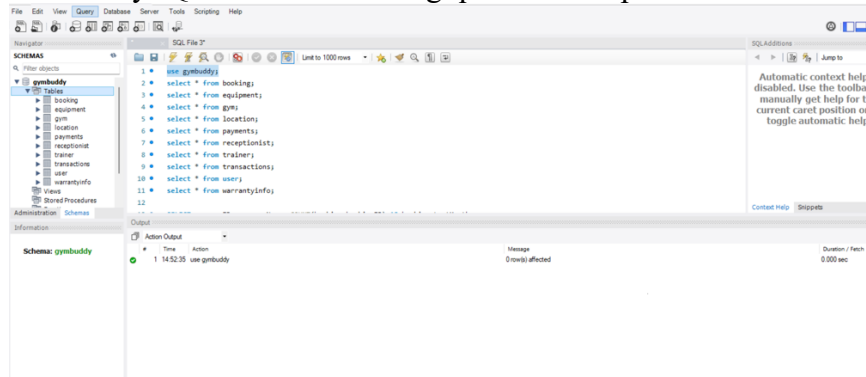 File Edit View Query Database Server Tools Scripting Help
Navigator
SCHEMAS
Filter objects
gymbuddy
Tables
booking
equipment
gym
location
payments
receptionist
trainer
transactions
user
warrantyinfo
Views
Stored Procedures
Administration Schemas
Information
Schema: gymbuddy
SQL File 3*
Limit to 1000 rows
1 use gymbuddy;
2 select * from booking;
3 select * from equipment;
4 select * from gym;
5 select * from location;
6 select * from payments;
7 select * from receptionist;
8 select * from trainer;
9 select * from transactions;
10 select * from user;
11 select * from warrantyinfo;
12
Output
Action Output
# Time Action Message Duration / Fetch
1 14:52:35 use gymbuddy 0 row(s) affected 0.000 sec
SQLAdditions
Jump to
Automatic context help
disabled. Use the toolba
manually get help for t
current caret position o
toggle automatic help
Context Help Snippets